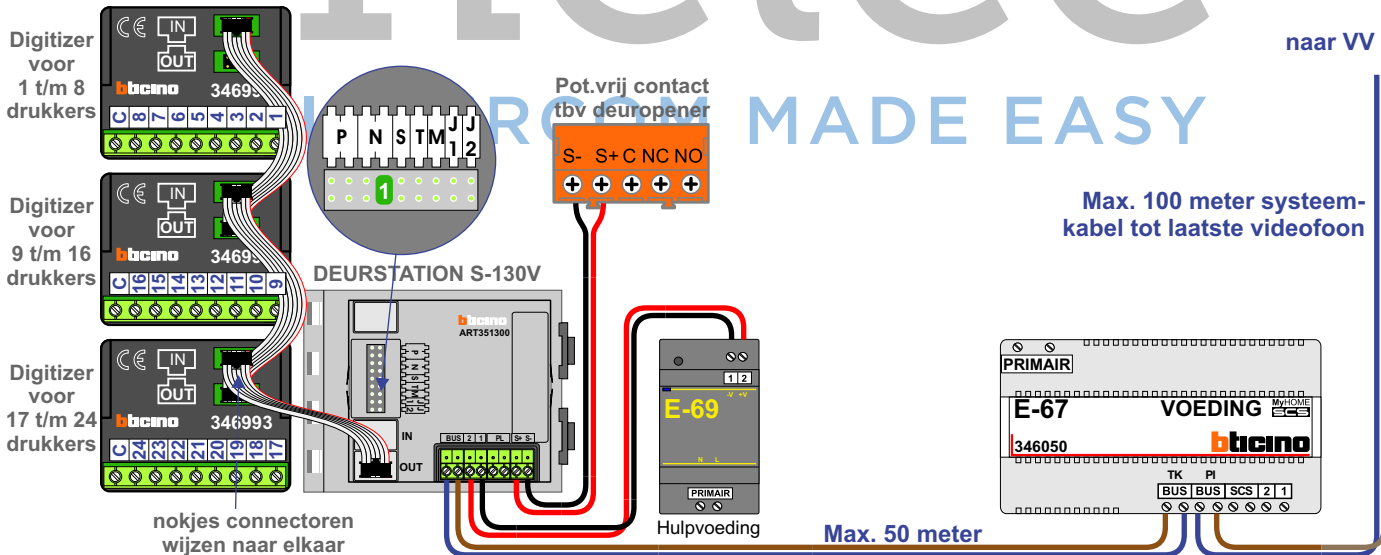 Digitizer
voor
1 t/m 8
drukkers
IN
OUT
bticino
C 8 7 6 5 4 3 2 1
Digitizer
voor
9 t/m 16
drukkers
IN
OUT
bticino
C 16 15 14 13 12 11 10 9
Digitizer
voor
17 t/m 24
drukkers
IN
OUT
bticino
346993
C 24 23 22 21 20 19 18 17
nokjes connectoren
wijzen naar elkaar
P N S T M J1 J2
1
DEURSTATION S-130V
bticino
ART351300
P N S T M J1 J2
IN
OUT
BUS 2 1 PL S+ S-
Pot.vrij contact
tbv deuropener
S- S+ C NC NO
MADE EASY
naar VV
Max. 100 meter systeem-
kabel tot laatste videofoon
1 2
-V +V
E-69
N L
PRIMAIR
Hulpvoeding
Max. 50 meter
PRIMAIR
E-67 VOEDING MyHOME SCS
346050 bticino
TK PI
BUS BUS SCS 2 1